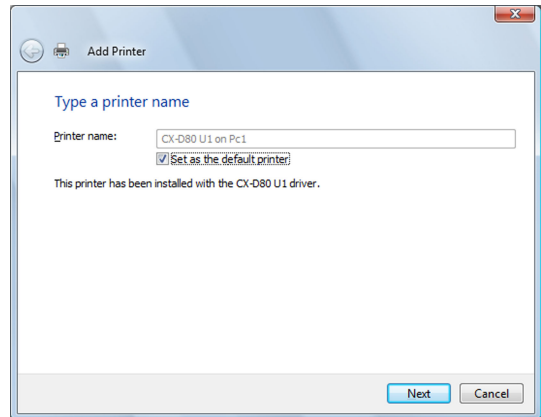 Add Printer
Type a printer name
Printer name:
CX-D80 U1 on Pc1
Set as the default printer
This printer has been installed with the CX-D80 U1 driver.
Next
Cancel